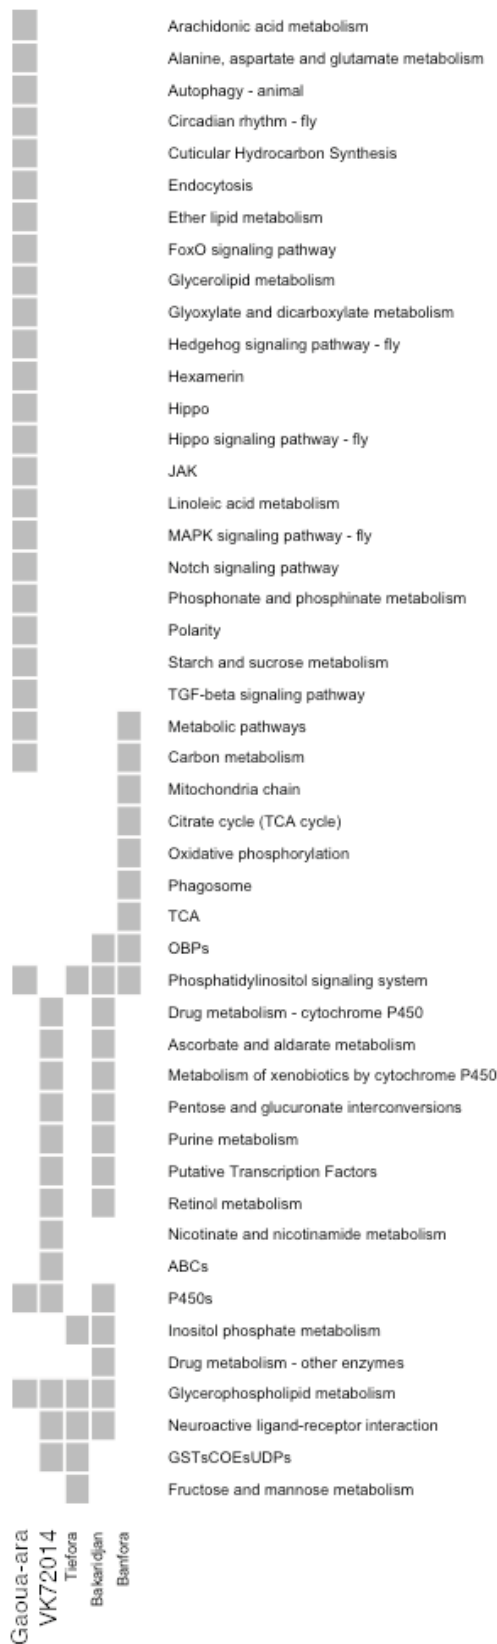 Arachidonic acid metabolism
Alanine, aspartate and glutamate metabolism
Autophagy - animal
Circadian rhythm - fly
Cuticular Hydrocarbon Synthesis
Endocytosis
Ether lipid metabolism
FoxO signaling pathway
Glycerolipid metabolism
Glyoxylate and dicarboxylate metabolism
Hedgehog signaling pathway - fly
Hexamerin
Hippo
Hippo signaling pathway - fly
JAK
Linoleic acid metabolism
MAPK signaling pathway - fly
Notch signaling pathway
Phosphonate and phosphinate metabolism
Polarity
Starch and sucrose metabolism
TGF-beta signaling pathway
Metabolic pathways
Carbon metabolism
Mitochondria chain
Citrate cycle (TCA cycle)
Oxidative phosphorylation
Phagosome
TCA
OBPs
Phosphatidylinositol signaling system
Drug metabolism - cytochrome P450
Ascorbate and aldarate metabolism
Metabolism of xenobiotics by cytochrome P450
Pentose and glucuronate interconversions
Purine metabolism
Putative Transcription Factors
Retinol metabolism
Nicotinate and nicotinamide metabolism
ABCs
P450s
Inositol phosphate metabolism
Drug metabolism - other enzymes
Glycerophospholipid metabolism
Neuroactive ligand-receptor interaction
GSTsCOEsUDPs
Fructose and mannose metabolism
Gaoua-ara
VK72014
Tiefora
Bakaridjan
Banfora